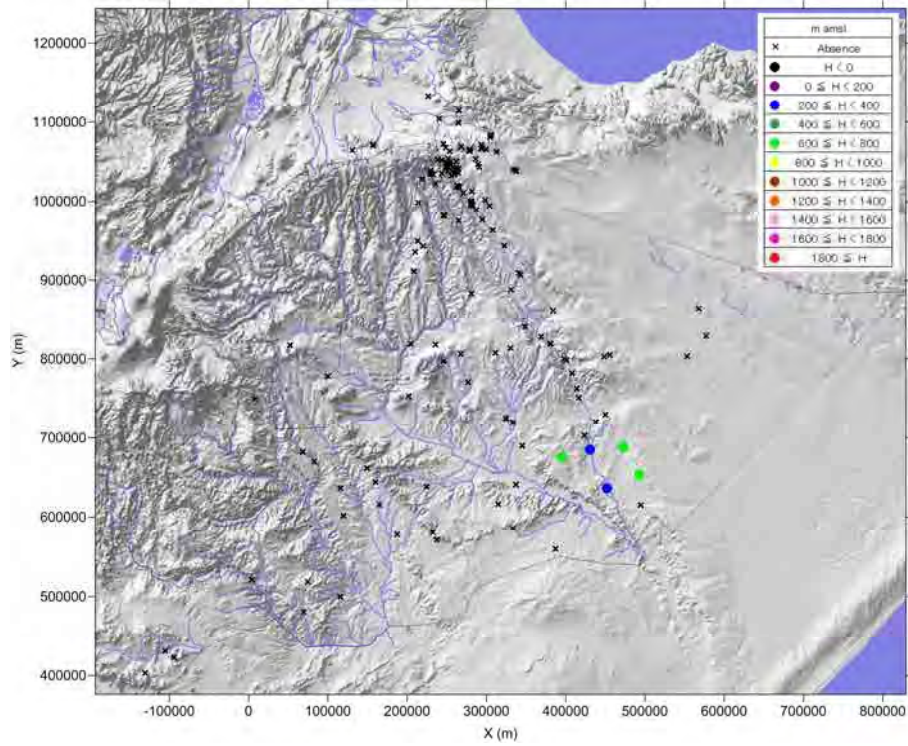 m amsl
× Absence
H < 0
0 ≦ H < 200
200 ≦ H < 400
400 ≦ H < 600
600 ≦ H < 800
800 ≦ H < 1000
1000 ≦ H < 1200
1200 ≦ H < 1400
1400 ≦ H < 1600
1600 ≦ H < 1800
1800 ≦ H
1200000
1100000
1000000
900000
800000
700000
600000
500000
400000
Y (m)
-100000 0 100000 200000 300000 400000 500000 600000 700000 800000
X (m)